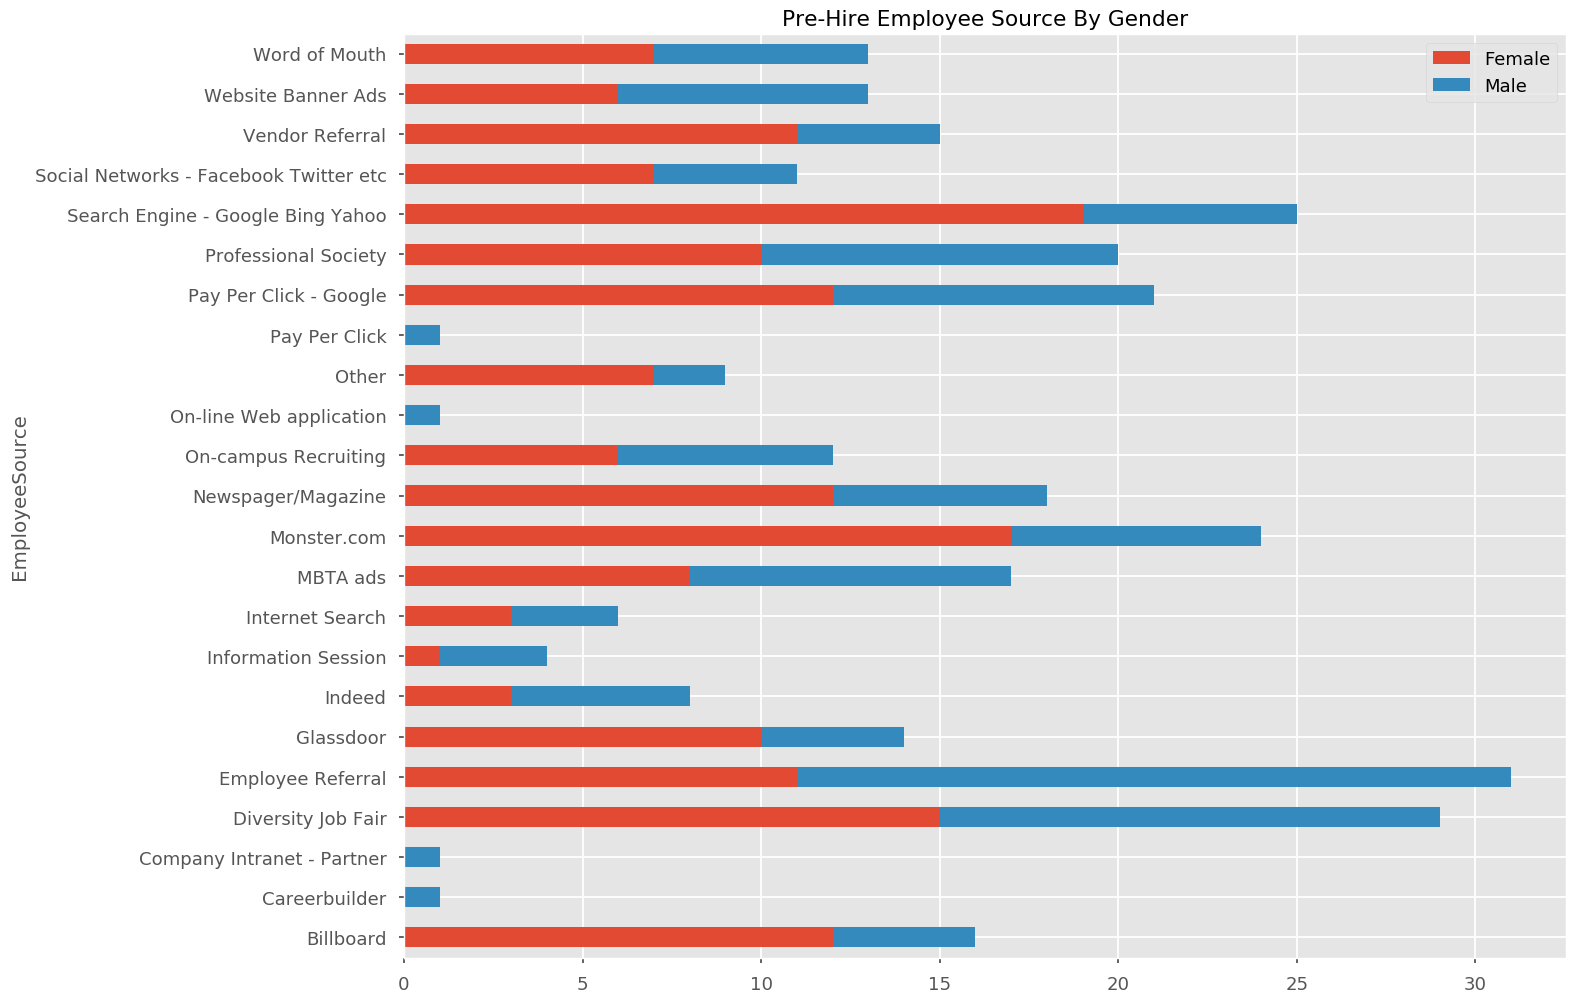 Pre-Hire Employee Source By Gender
Female
Male
Word of Mouth
Website Banner Ads
Vendor Referral
Social Networks - Facebook Twitter etc
Search Engine - Google Bing Yahoo
Professional Society
Pay Per Click - Google
Pay Per Click
Other
On-line Web application
On-campus Recruiting
Newspager/Magazine
Monster.com
MBTA ads
Internet Search
Information Session
Indeed
Glassdoor
Employee Referral
Diversity Job Fair
Company Intranet - Partner
Careerbuilder
Billboard
EmployeeSource
0 5 10 15 20 25 30